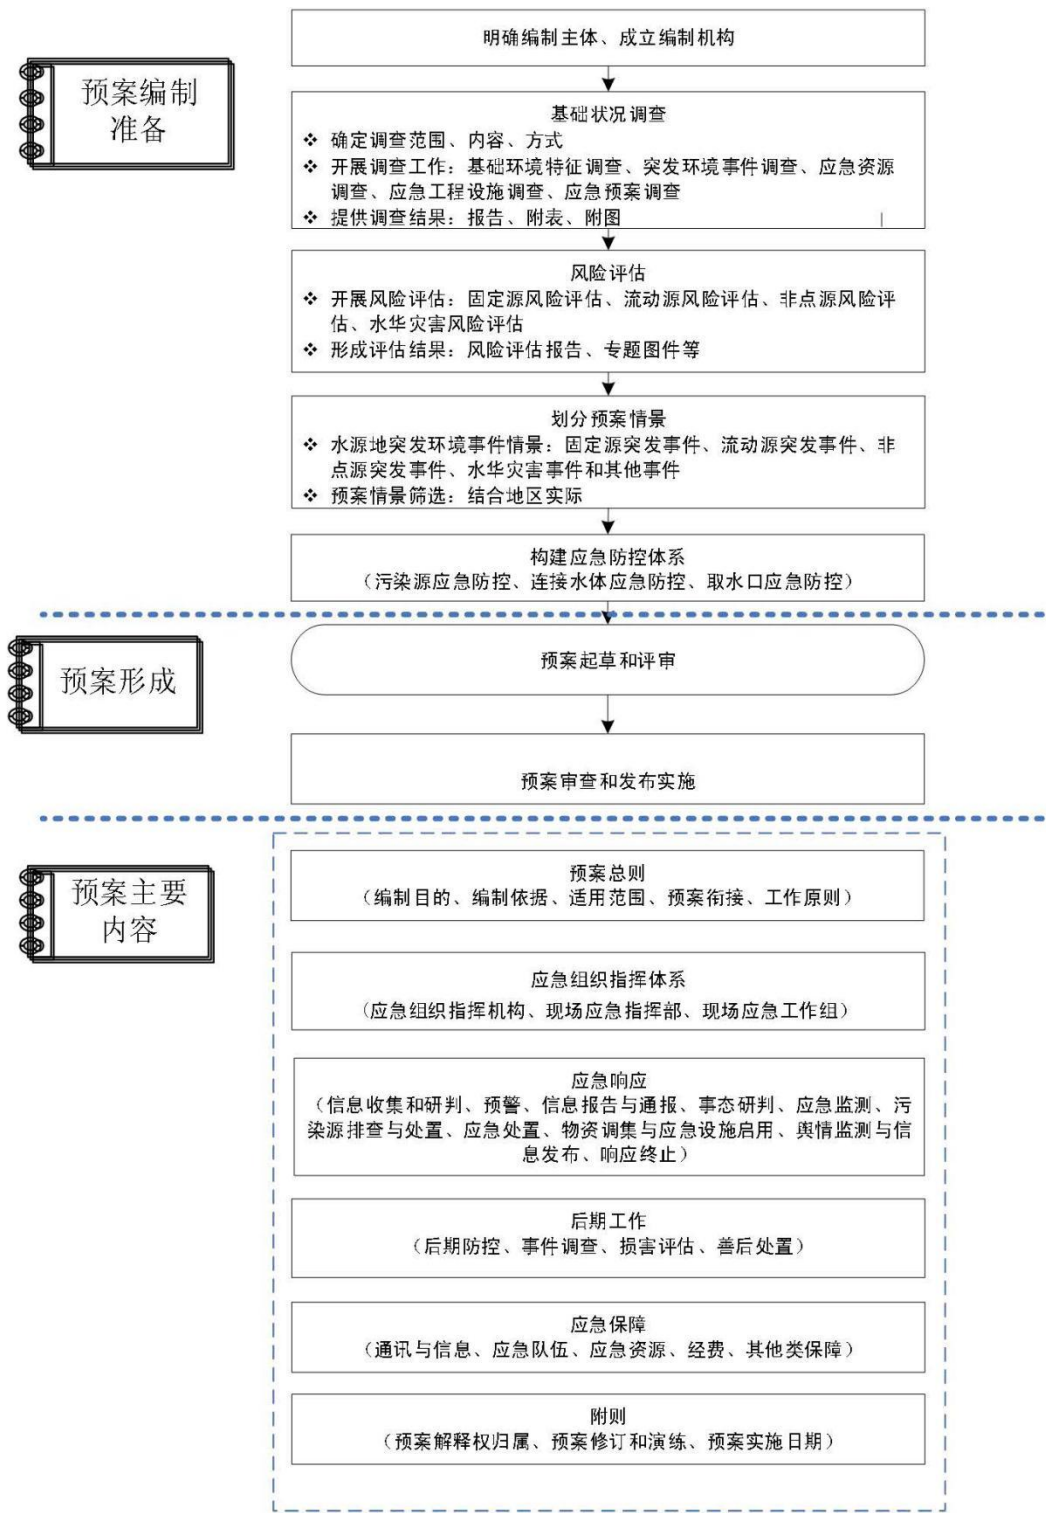 明确编制主体、成立编制机构
预案编制
准备
基础状况调查
❖ 确定调查范围、内容、方式
❖ 开展调查工作：基础环境特征调查、突发环境事件调查、应急资源
调查、应急工程设施调查、应急预案调查
❖ 提供调查结果：报告、附表、附图
风险评估
❖ 开展风险评估：固定源风险评估、流动源风险评估、非点源风险评
估、水华灾害风险评估
❖ 形成评估结果：风险评估报告、专题图件等
划分预案情景
❖ 水源地突发环境事件情景：固定源突发事件、流动源突发事件、非
点源突发事件、水华灾害事件和其他事件
❖ 预案情景筛选：结合地区实际
构建应急防控体系
（污染源应急防控、连接水体应急防控、取水口应急防控）
预案形成
预案起草和评审
预案审查和发布实施
预案主要
内容
预案总则
（编制目的、编制依据、适用范围、预案衔接、工作原则）
应急组织指挥体系
（应急组织指挥机构、现场应急指挥部、现场应急工作组）
应急响应
（信息收集和研判、预警、信息报告与通报、事态研判、应急监测、污
染源排查与处置、应急处置、物资调集与应急设施启用、舆情监测与信
息发布、响应终止）
后期工作
（后期防控、事件调查、损害评估、善后处置）
应急保障
（通讯与信息、应急队伍、应急资源、经费、其他类保障）
附则
（预案解释权归属、预案修订和演练、预案实施日期）